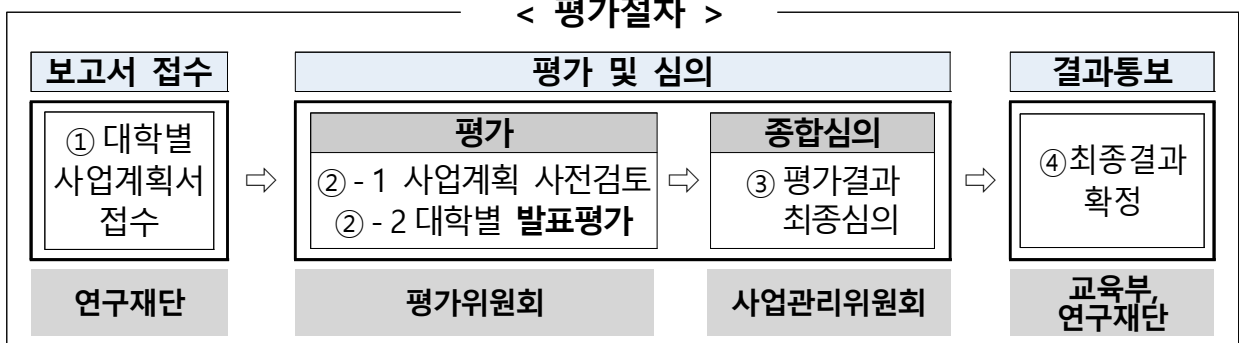 < 평가절차 >
보고서 접수
평가 및 심의
결과통보
① 대학별
사업계획서
접수
⇨
평가
②-1 사업계획 사전검토
②-2 대학별 발표평가
⇨
종합심의
③ 평가결과
최종심의
⇨
④최종결과
확정
연구재단
평가위원회
사업관리위원회
교육부,
연구재단